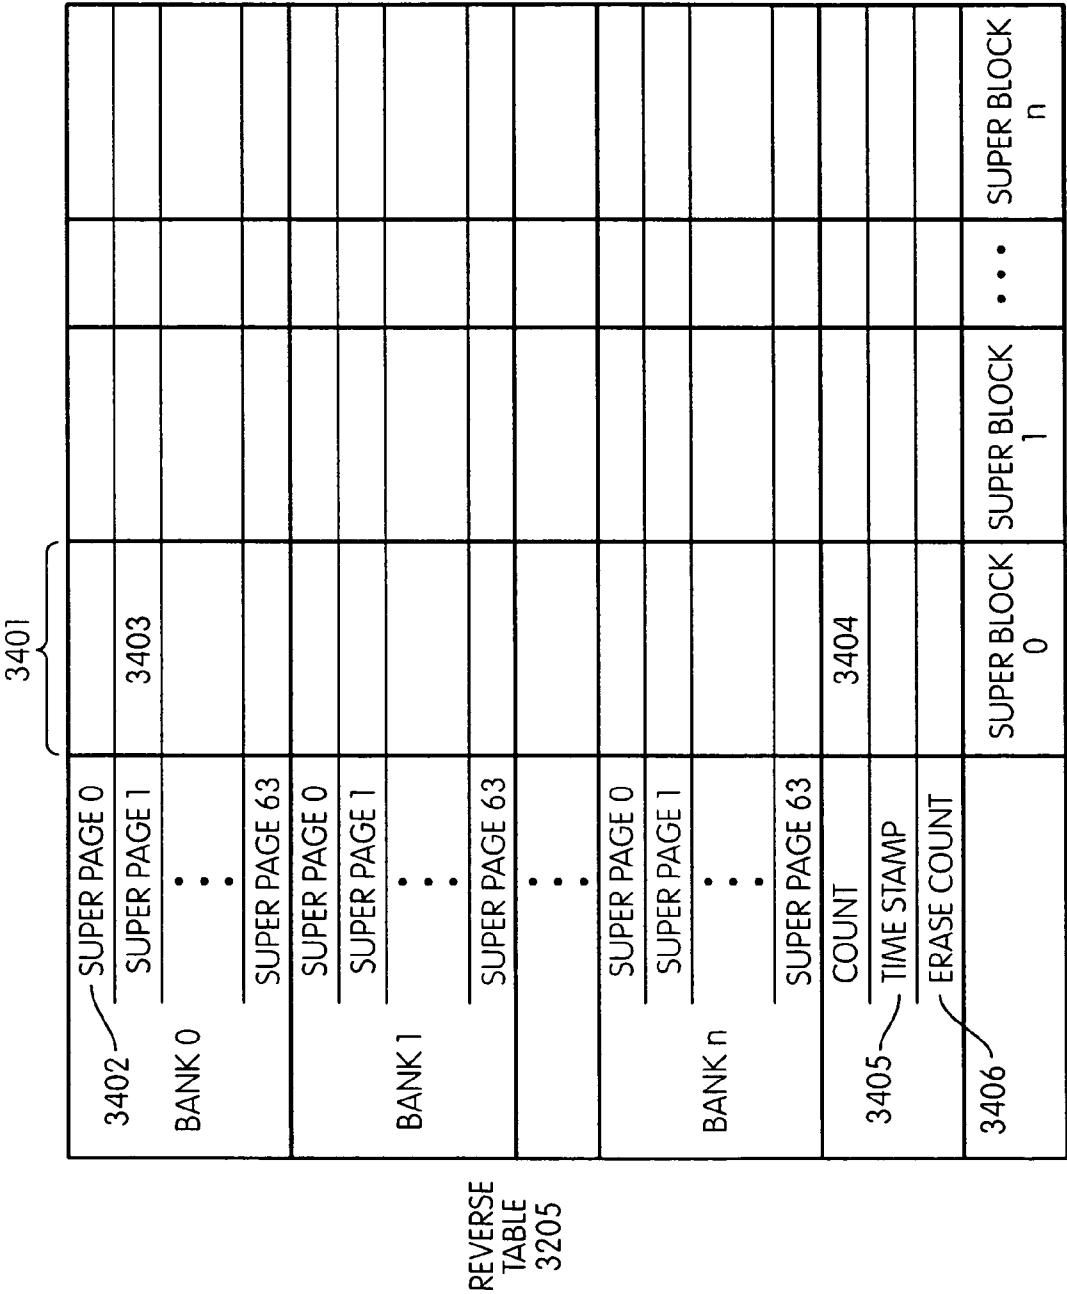 REVERSE
TABLE
3205
3401
3402
BANK 0
SUPER PAGE 0
SUPER PAGE 1
3403
• • •
SUPER PAGE 63
BANK 1
SUPER PAGE 0
SUPER PAGE 1
• • •
SUPER PAGE 63
• • •
BANK n
SUPER PAGE 0
SUPER PAGE 1
• • •
SUPER PAGE 63
COUNT
3404
3405
TIME STAMP
3406
ERASE COUNT
SUPER BLOCK
0
SUPER BLOCK
1
• • •
SUPER BLOCK
n